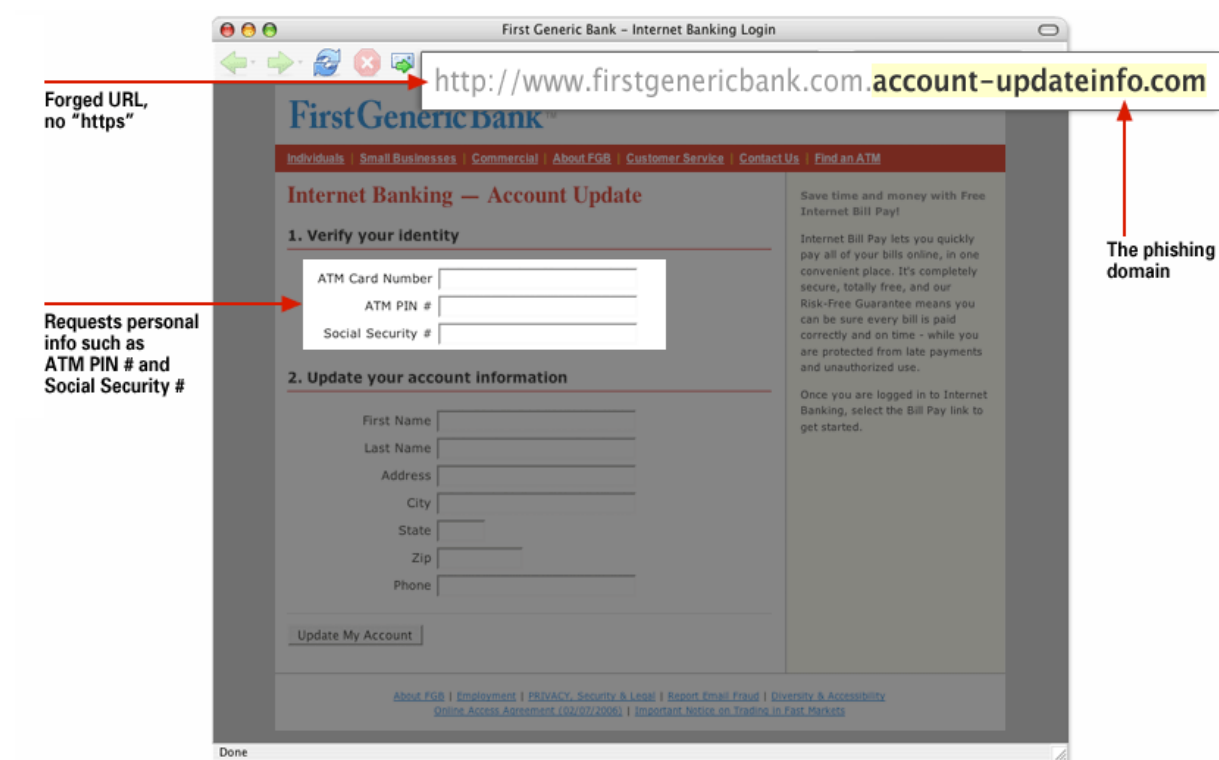 First Generic Bank – Internet Banking Login
http://www.firstgenericbank.com.account-updateinfo.com
Forged URL,
no “https”
FirstGenericBank™
Individuals | Small Businesses | Commercial | About FGB | Customer Service | Contact Us | Find an ATM
Internet Banking — Account Update
1. Verify your identity
ATM Card Number
ATM PIN #
Social Security #
Requests personal
info such as
ATM PIN # and
Social Security #
2. Update your account information
First Name
Last Name
Address
City
State
Zip
Phone
Update My Account
Save time and money with Free
Internet Bill Pay!
Internet Bill Pay lets you quickly
pay all of your bills online, in one
convenient place. It's completely
secure, totally free, and our
Risk-Free Guarantee means you
can be sure every bill is paid
correctly and on time - while you
are protected from late payments
and unauthorized use.
Once you are logged in to Internet
Banking, select the Bill Pay link to
get started.
The phishing
domain
About FGB | Employment | PRIVACY, Security & Legal | Report Email Fraud | Diversity & Accessibility
Online Access Agreement (02/07/2006) | Important Notice on Trading in Fast Markets
Done